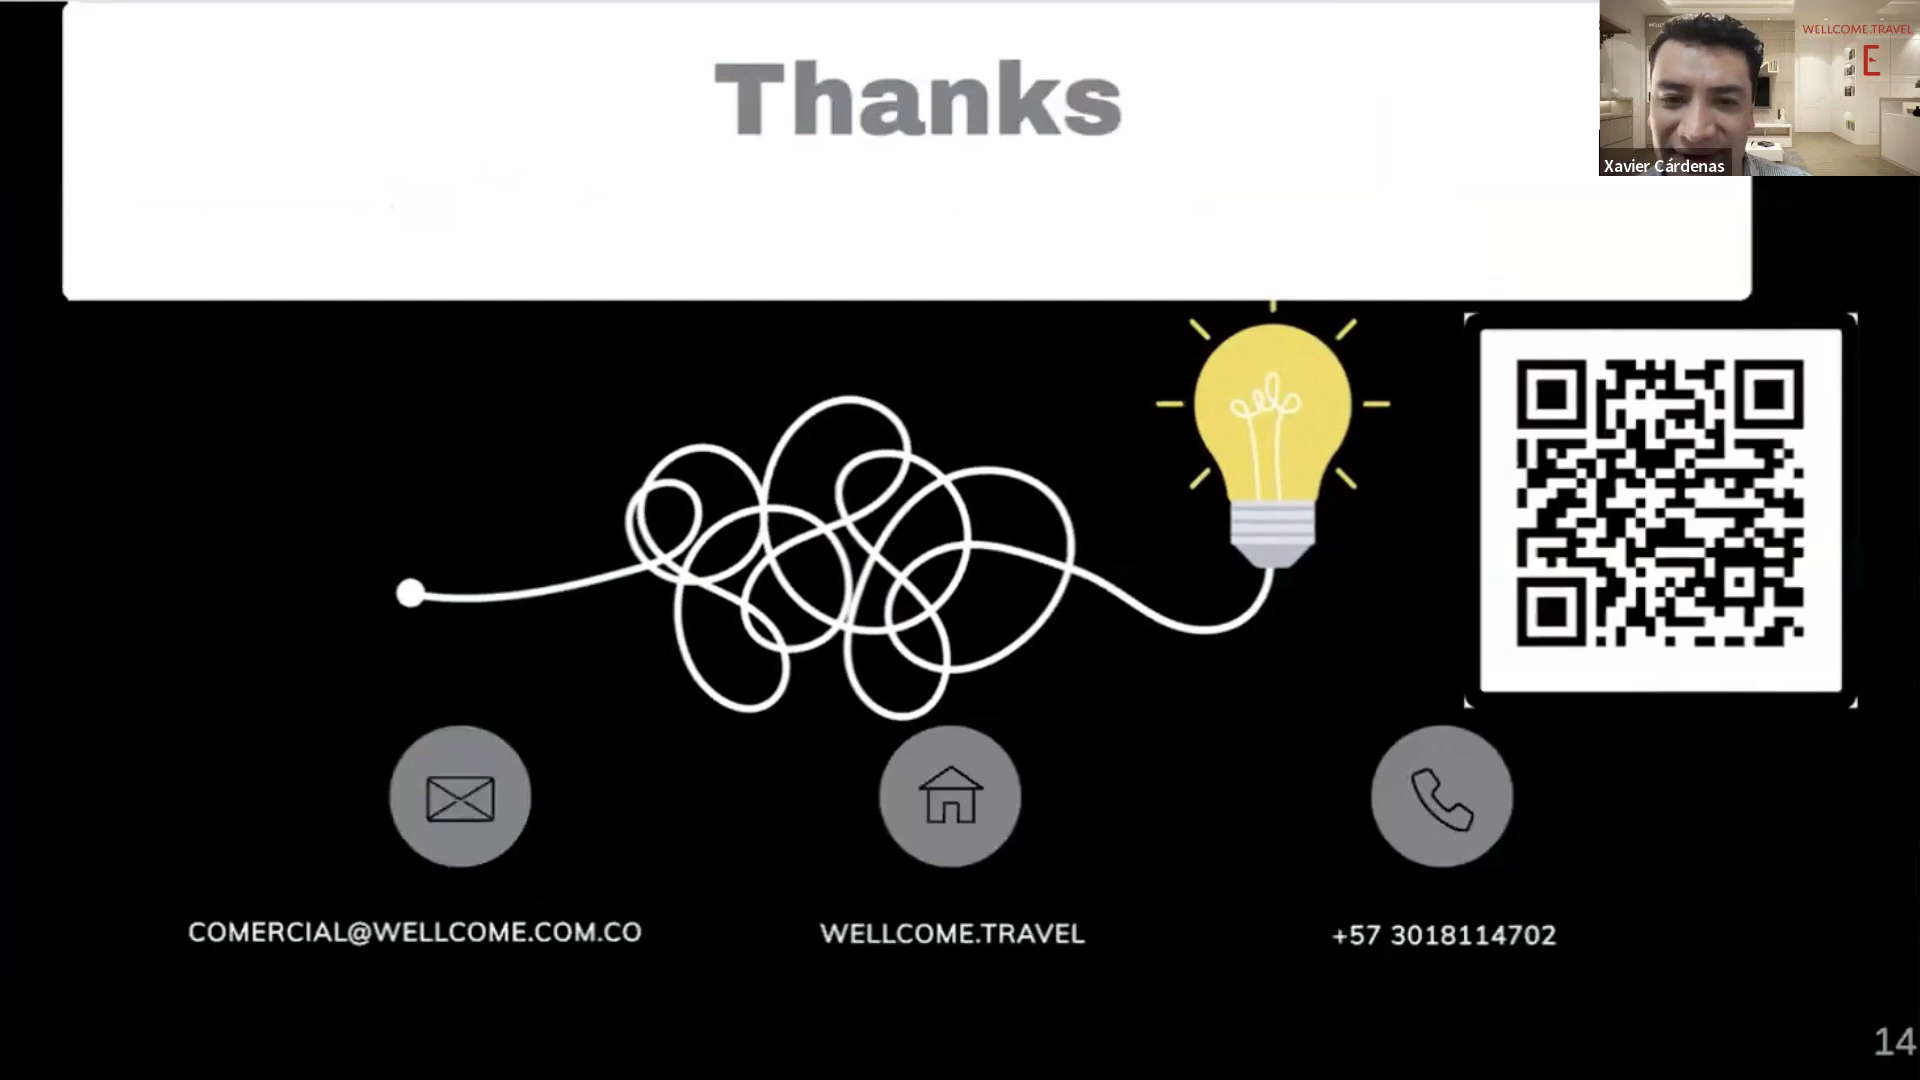 Thanks
WELLCOME.TRAVEL
Xavier Cárdenas
COMERCIAL@WELLCOME.COM.CO
WELLCOME.TRAVEL
+57 3018114702
14